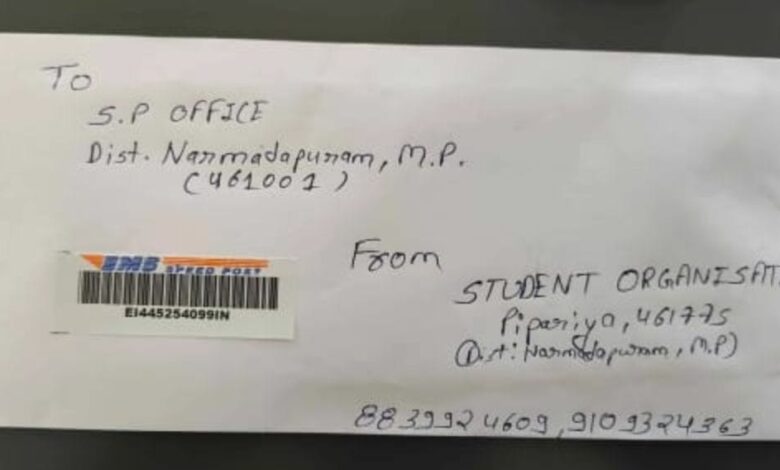 To
S.P OFFICE
Dist. Narmadapuram, M.P.
(461001)
EMS SPEED POST
EI445254099IN
From
STUDENT ORGANISAT
Pipariya, 461775
(Dist: Narmadapuram, M.P)
8839924609, 9109324363